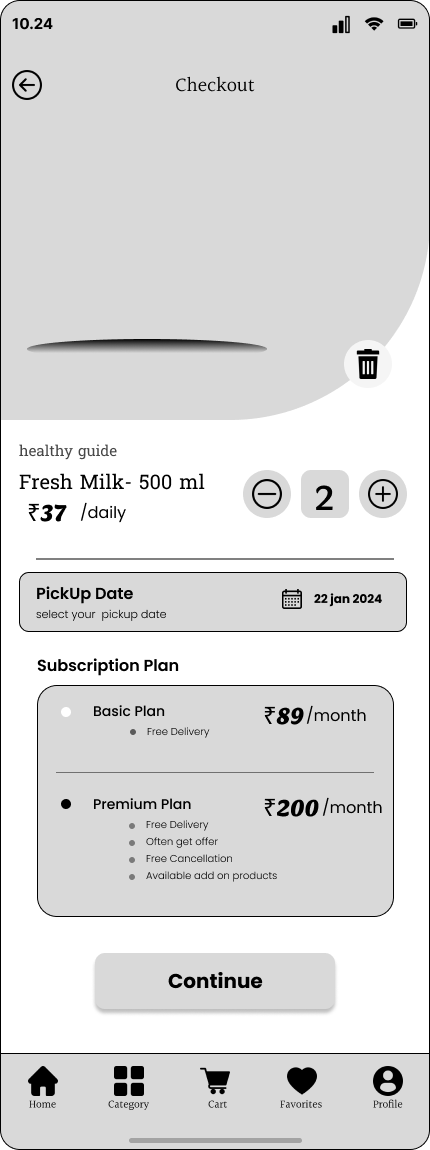 10.24
Checkout
healthy guide
Fresh Milk- 500 ml
₹37 /daily
2
PickUp Date
select your pickup date
22 jan 2024
Subscription Plan
Basic Plan
₹89/month
Free Delivery
Premium Plan
₹200/month
Free Delivery
Often get offer
Free Cancellation
Available add on products
Continue
Home Category Cart Favorites Profile